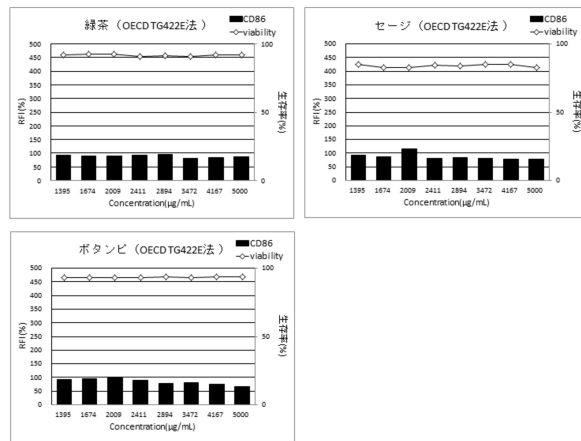 緑茶（OECD TG422E法）
CD86
viability
RFI(%)
500
450
400
350
300
250
200
150
100
50
0
100
50
0
生存率(%)
1395 1674 2009 2411 2894 3472 4167 5000
Concentration(µg/mL)
セージ（OECD TG422E法）
CD86
viability
RFI(%)
500
450
400
350
300
250
200
150
100
50
0
100
50
0
生存率(%)
1395 1674 2009 2411 2894 3472 4167 5000
Concentration(µg/mL)
ボタンピ（OECD TG422E法）
CD86
viability
RFI(%)
500
450
400
350
300
250
200
150
100
50
0
100
50
0
生存率(%)
1395 1674 2009 2411 2894 3472 4167 5000
Concentration(µg/mL)